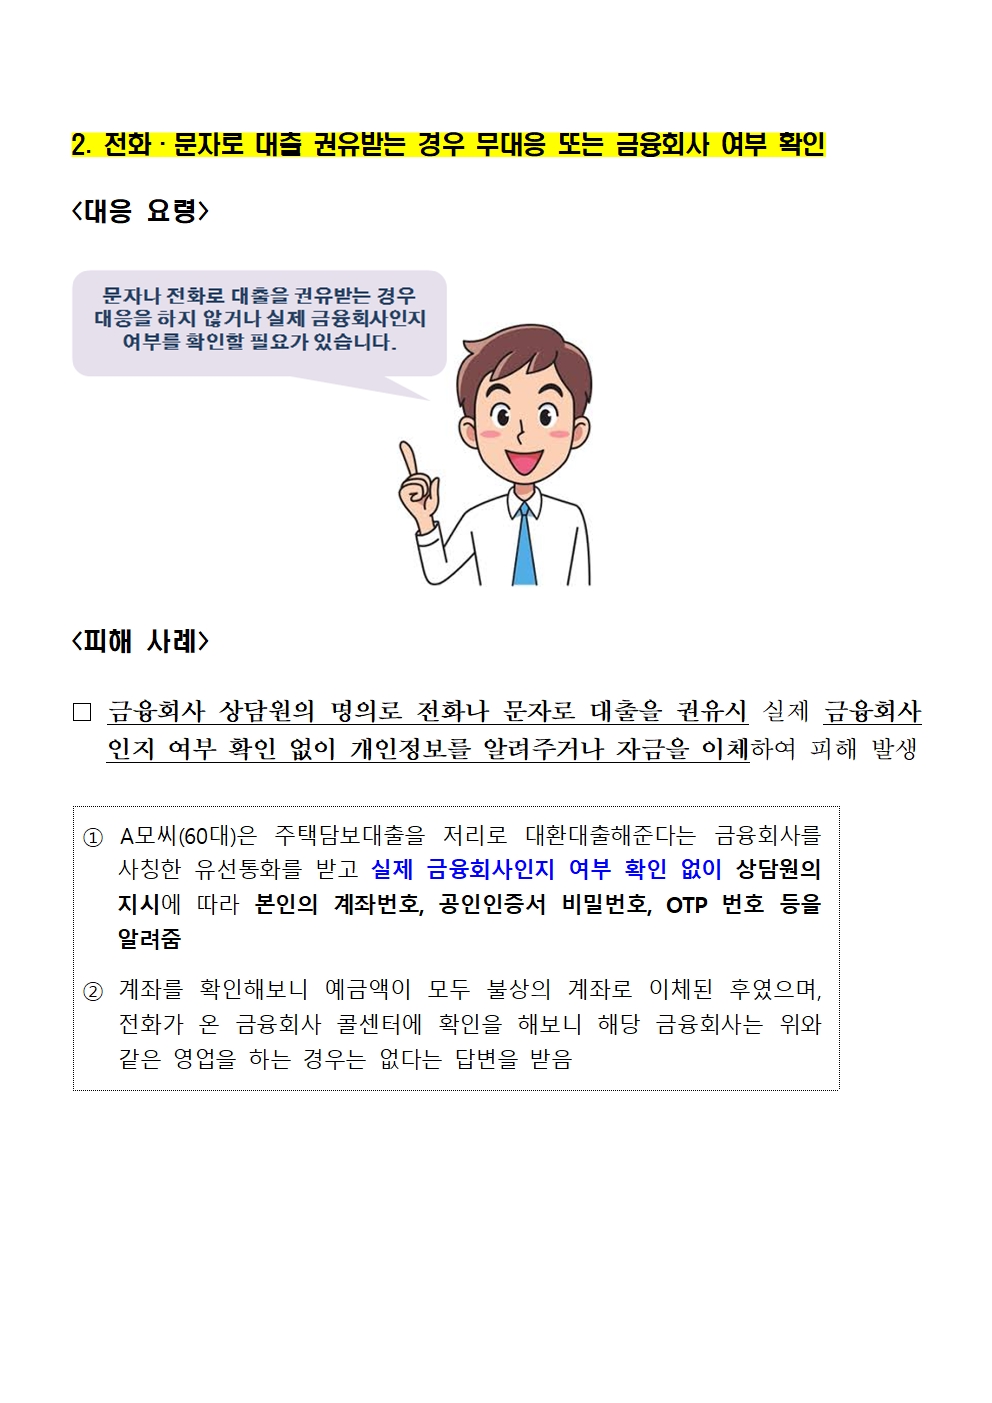 2. 전화·문자로 대출 권유받는 경우 무대응 또는 금융회사 여부 확인
<대응 요령>
문자나 전화로 대출을 권유받는 경우
대응을 하지 않거나 실제 금융회사인지
여부를 확인할 필요가 있습니다.
<피해 사례>
□ 금융회사 상담원의 명의로 전화나 문자로 대출을 권유시 실제 금융회사
인지 여부 확인 없이 개인정보를 알려주거나 자금을 이체하여 피해 발생
① A모씨(60대)은 주택담보대출을 저리로 대환대출해준다는 금융회사를
사칭한 유선통화를 받고 실제 금융회사인지 여부 확인 없이 상담원의
지시에 따라 본인의 계좌번호, 공인인증서 비밀번호, OTP 번호 등을
알려줌
② 계좌를 확인해보니 예금액이 모두 불상의 계좌로 이체된 후였으며,
전화가 온 금융회사 콜센터에 확인을 해보니 해당 금융회사는 위와
같은 영업을 하는 경우는 없다는 답변을 받음